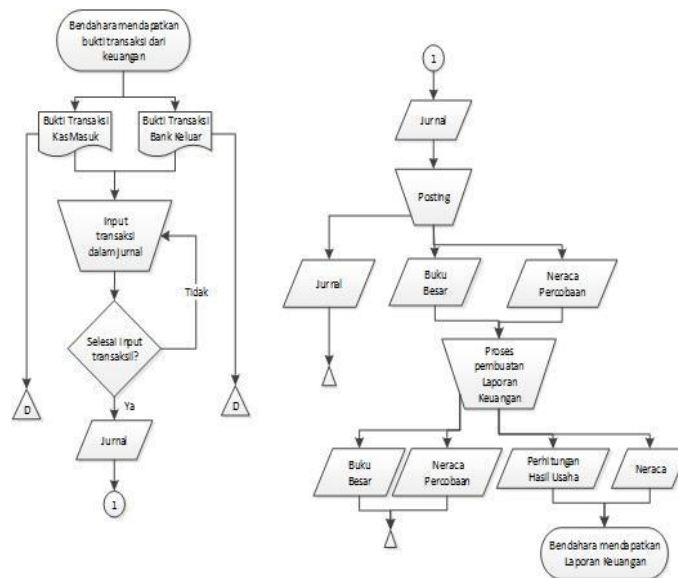 Bendahara mendapatkan
bukti transaksi dari
keuangan
Bukti Transaksi
Kas Masuk
Bukti Transaksi
Bank Keluar
Input
transaksi
dalam Jurnal
Tidak
Selesai input
transaksi?
D
D
Ya
Jurnal
1
1
Jurnal
Posting
Jurnal
Buku
Besar
Neraca
Percobaan
Proses
pembuatan
Laporan
Keuangan
Buku
Besar
Neraca
Percobaan
Perhitungan
Hasil Usaha
Neraca
Bendahara mendapatkan
Laporan Keuangan